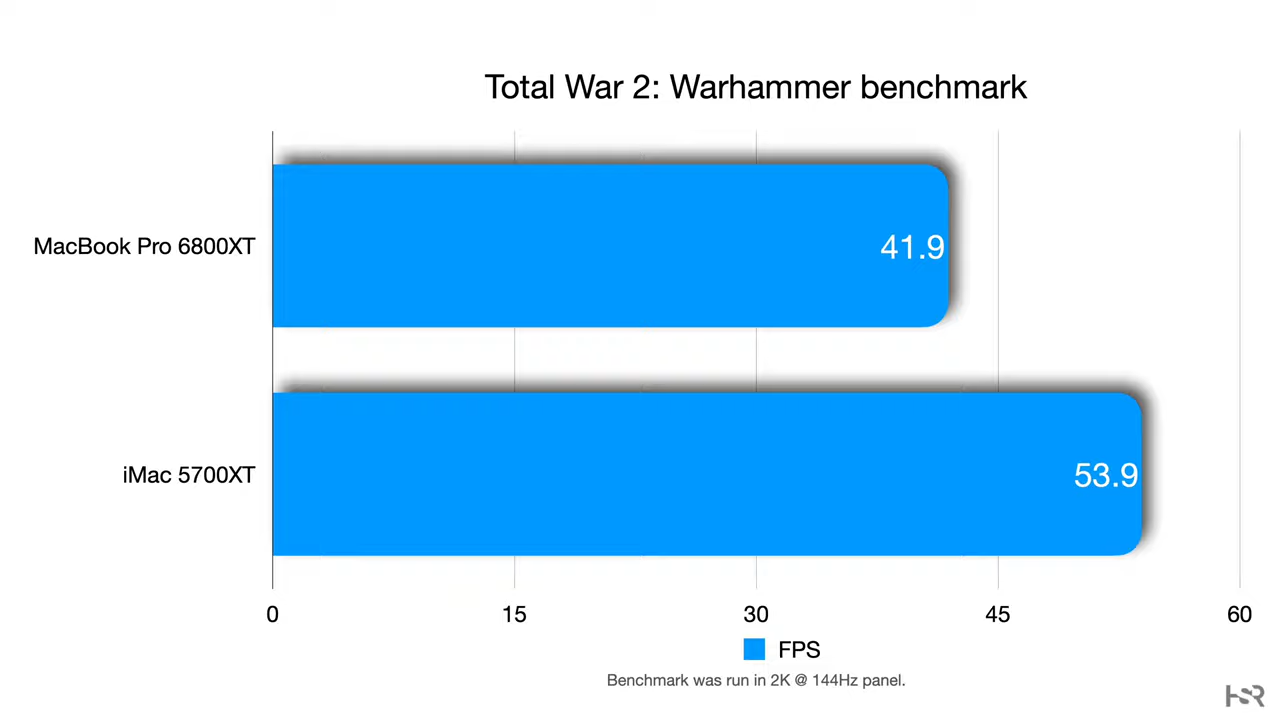 Total War 2: Warhammer benchmark
MacBook Pro 6800XT
41.9
iMac 5700XT
53.9
0 15 30 45 60
FPS
Benchmark was run in 2K @ 144Hz panel.
HSR